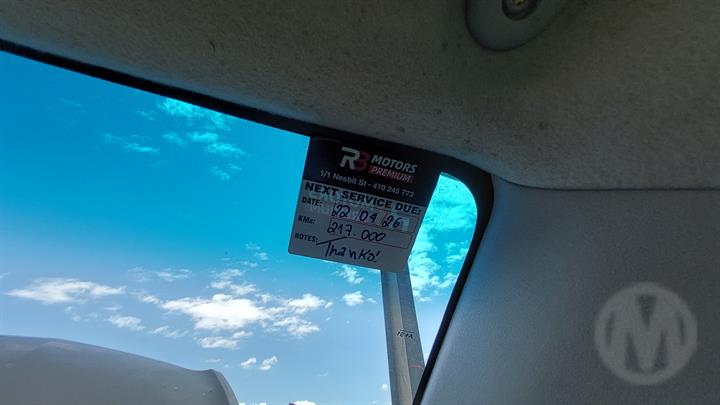 RB MOTORS
PREMIUM
1/1 Nesbit St - 410 245 773
NEXT SERVICE DUE:
DATE: 22 04 26
KMs: 217.000
NOTES: Thanks!
M